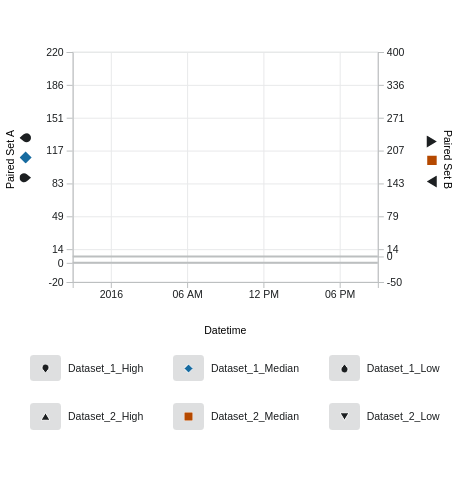 220
186
151
117
83
49
14
0
-20
400
336
271
207
143
79
14
0
-50
Paired Set A
Paired Set B
2016
06 AM
12 PM
06 PM
Datetime
Dataset_1_High
Dataset_1_Median
Dataset_1_Low
Dataset_2_High
Dataset_2_Median
Dataset_2_Low